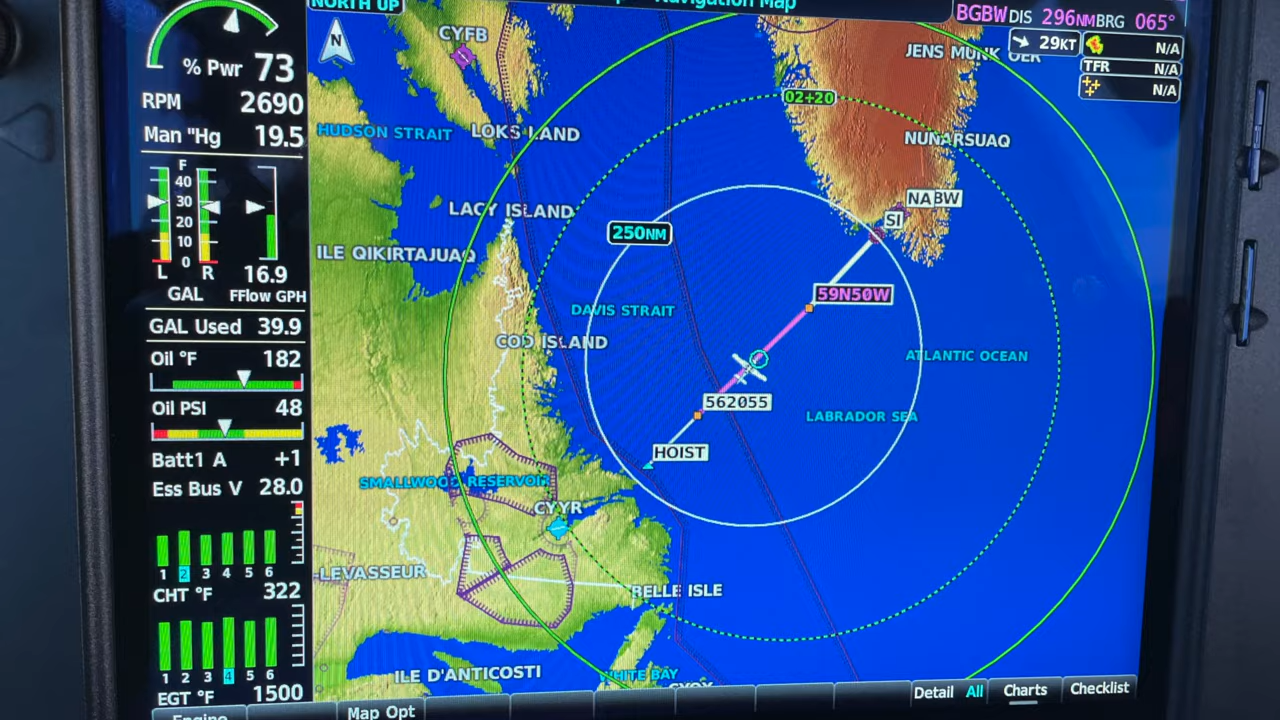 NORTH UP
Navigation Map
BGBW DIS 296NM BRG 065°
% Pwr 73
RPM 2690
Man "Hg 19.5
F
40
30
20
10
0
L R
GAL
16.9
FFlow GPH
GAL Used 39.9
Oil °F 182
Oil PSI 48
Batt1 A +1
Ess Bus V 28.0
1 2 3 4 5 6
CHT °F 322
1 2 3 4 5 6
EGT °F 1500
Engine
Map Opt
Detail All
Charts
Checklist
N
CYFB
29KT
N/A
TFR N/A
N/A
JENS MUNK OER
02+20
HUDSON STRAIT
LOKS LAND
NUNARSUAQ
LACY ISLAND
NABW
SI
250NM
ILE QIKIRTAJUAQ
59N50W
DAVIS STRAIT
COD ISLAND
ATLANTIC OCEAN
562055
LABRADOR SEA
HOIST
SMALLWOOD RESERVOIR
CYYR
LEVASSEUR
BELLE ISLE
ILE D'ANTICOSTI
WHITE BAY
CYQX